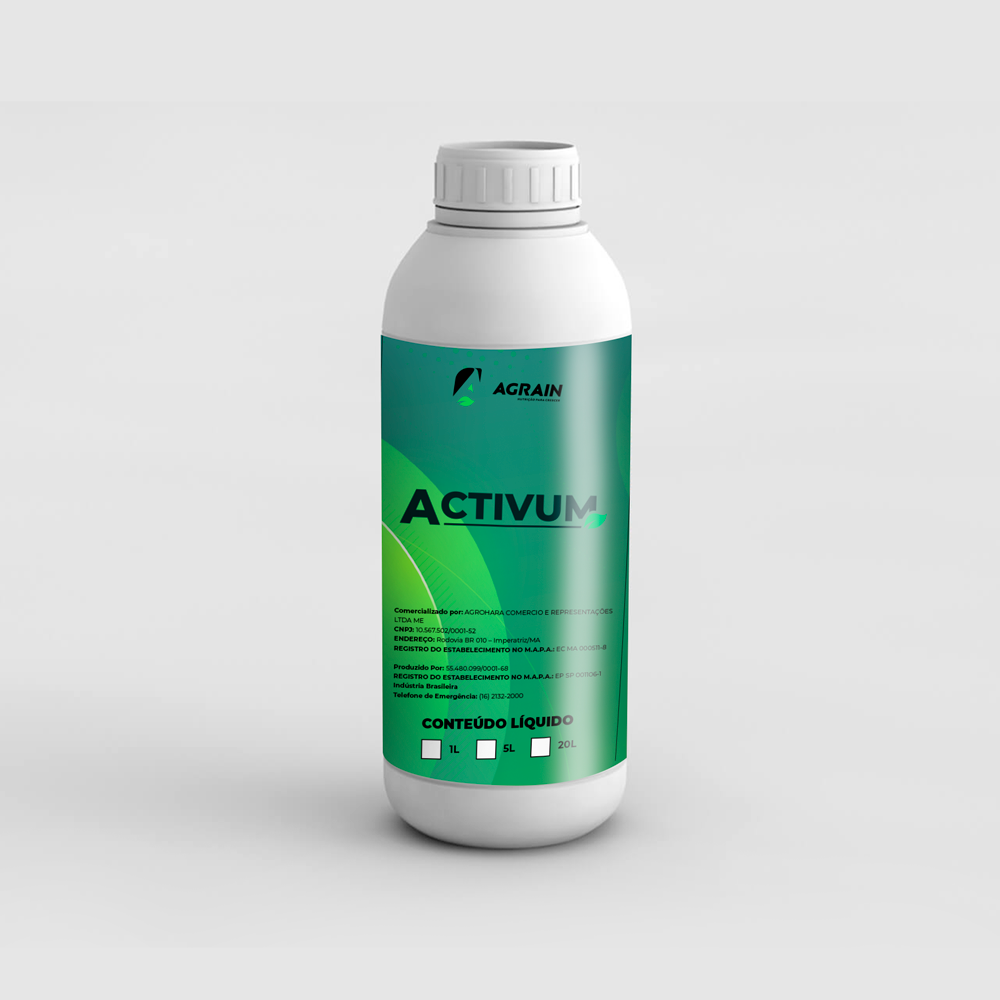 AGRAIN
NUTRIÇÃO PARA CRESCER
ACTIVUM
Comercializado por: AGROHARA COMERCIO E REPRESENTAÇÕES
LTDA ME
CNPJ: 10.567.502/0001-52
ENDEREÇO: Rodovia BR 010 – Imperatriz/MA
REGISTRO DO ESTABELECIMENTO NO M.A.P.A.: EC MA 000511-8
Produzido Por: 55.480.099/0001-68
REGISTRO DO ESTABELECIMENTO NO M.A.P.A.: EP SP 001106-1
Indústria Brasileira
Telefone de Emergência: (16) 2132-2000
CONTEÚDO LÍQUIDO
1L 5L 20L